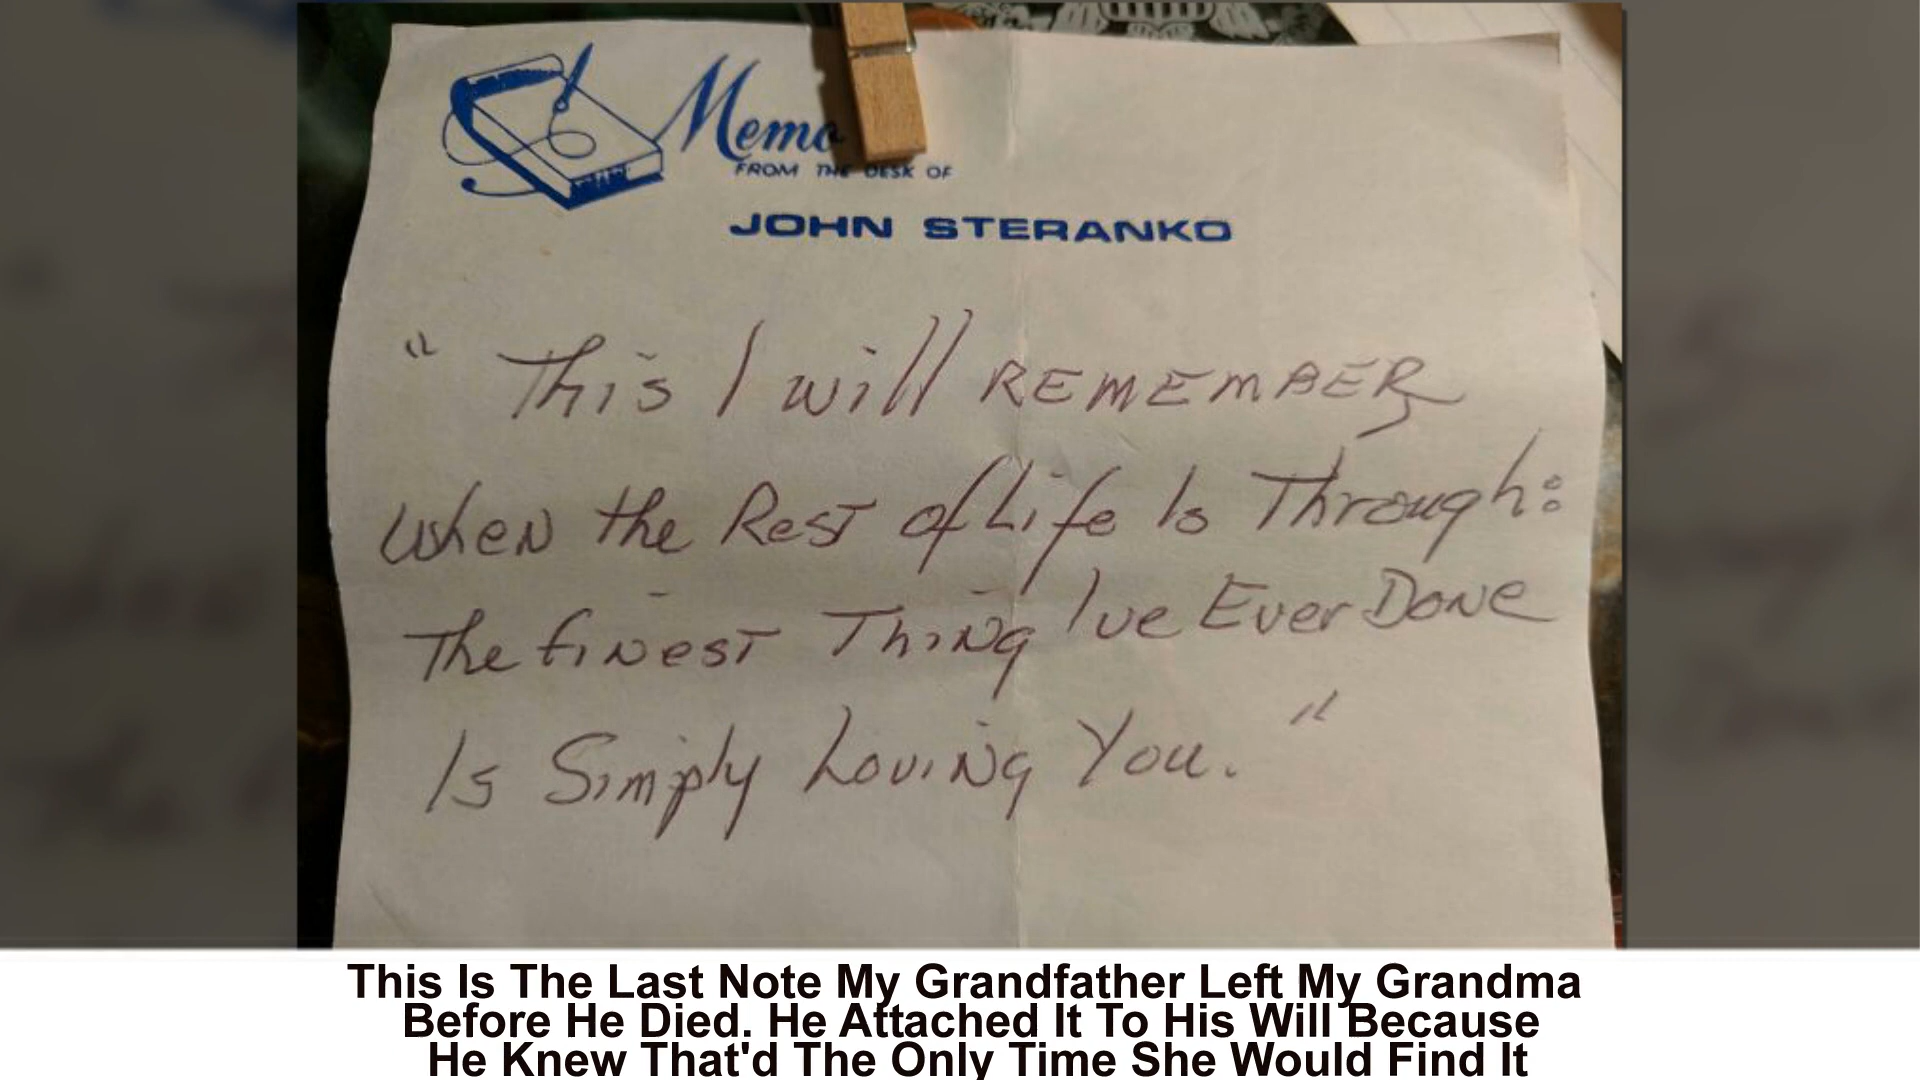 Memo
FROM THE DESK OF
JOHN STERANKO
"This I will REMEMBER,
When the Rest of Life Is Through:
The Finest Thing I've Ever Done
Is Simply Loving You."
This Is The Last Note My Grandfather Left My Grandma
Before He Died. He Attached It To His Will Because
He Knew That'd The Only Time She Would Find It